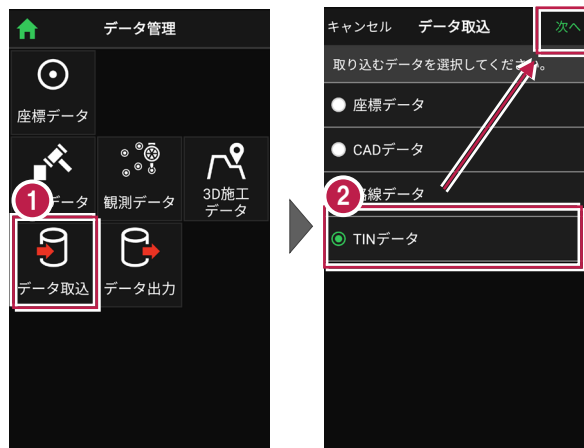 データ管理
座標データ
データ
観測データ
3D施工
データ
1
データ取込
データ出力
キャンセル
データ取込
次へ
取り込むデータを選択してください。
座標データ
CADデータ
2
路線データ
TINデータ